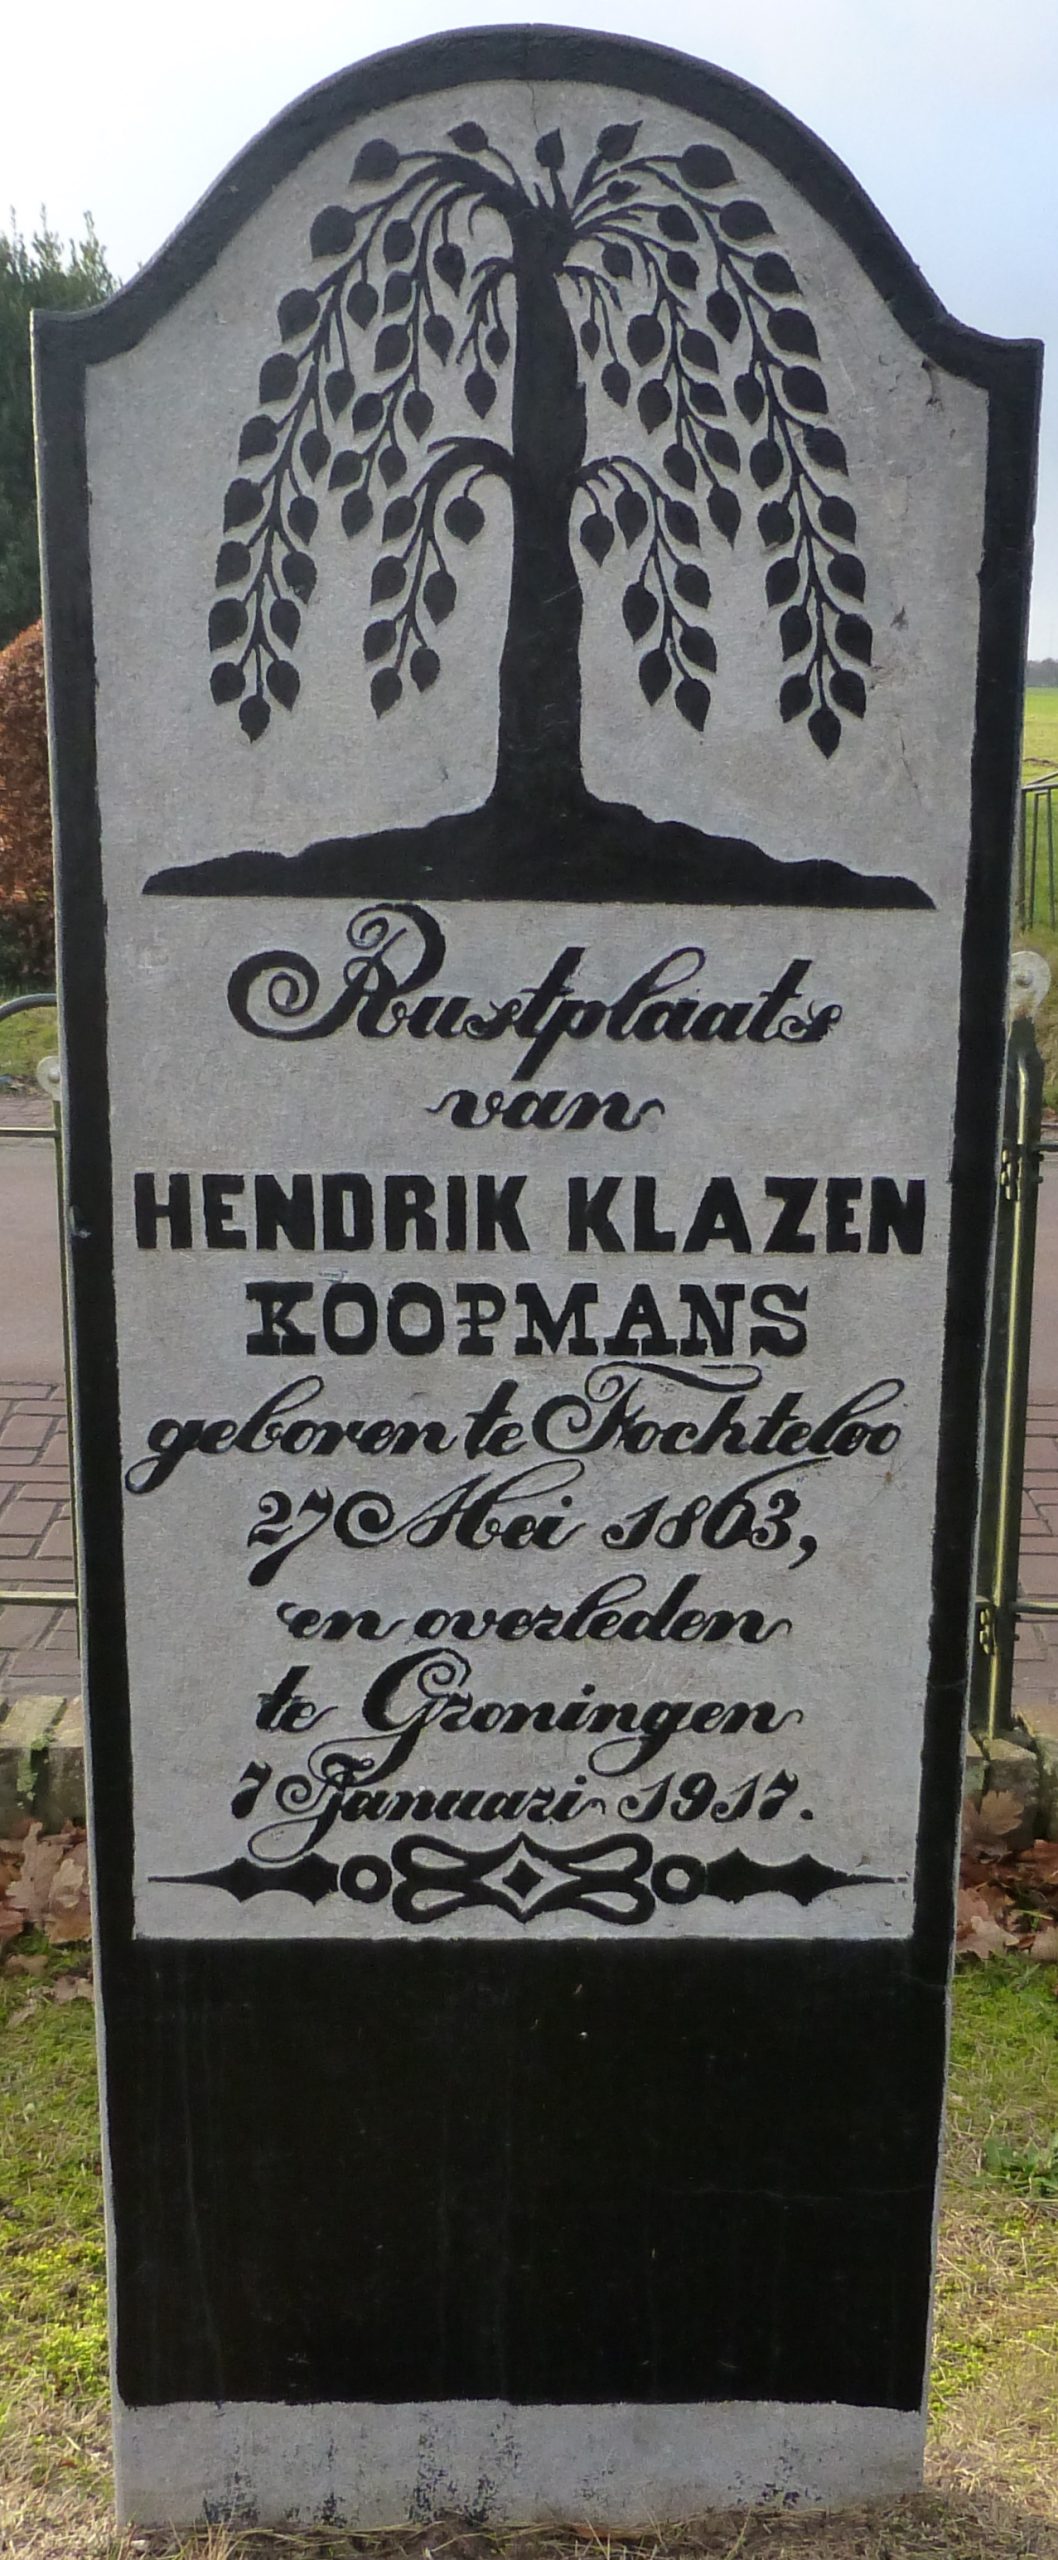 Rustplaats
van
HENDRIK KLAZEN
KOOPMANS
geboren te Fochteloo
27 Mei 1863,
en overleden
te Groningen
7 Januari 1917.